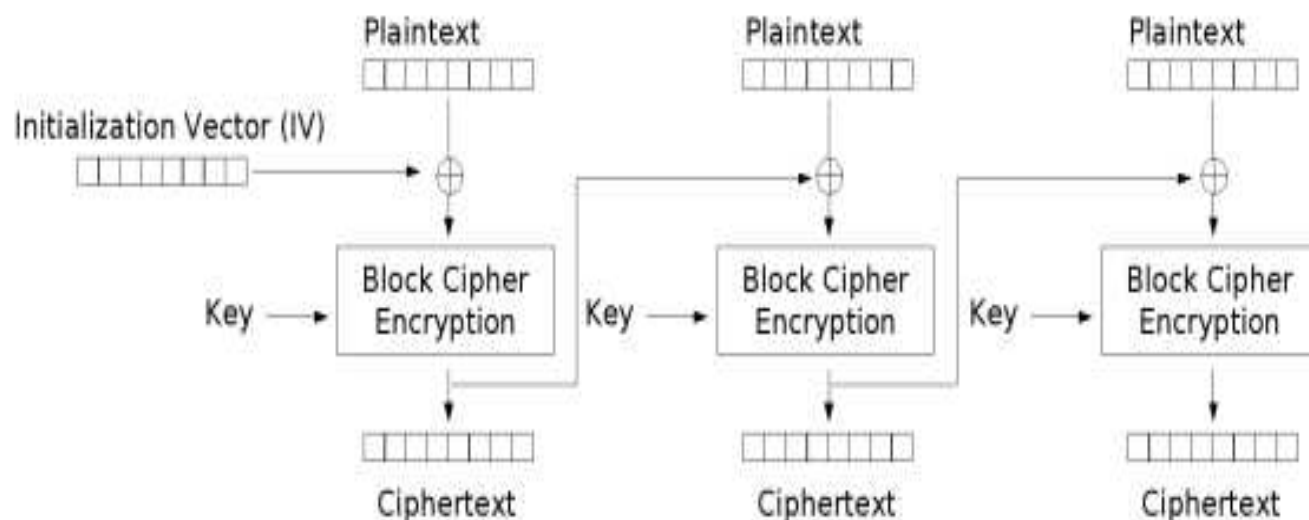 Plaintext
Plaintext
Plaintext
Initialization Vector (IV)
Key
Block Cipher
Encryption
Key
Block Cipher
Encryption
Key
Block Cipher
Encryption
Ciphertext
Ciphertext
Ciphertext